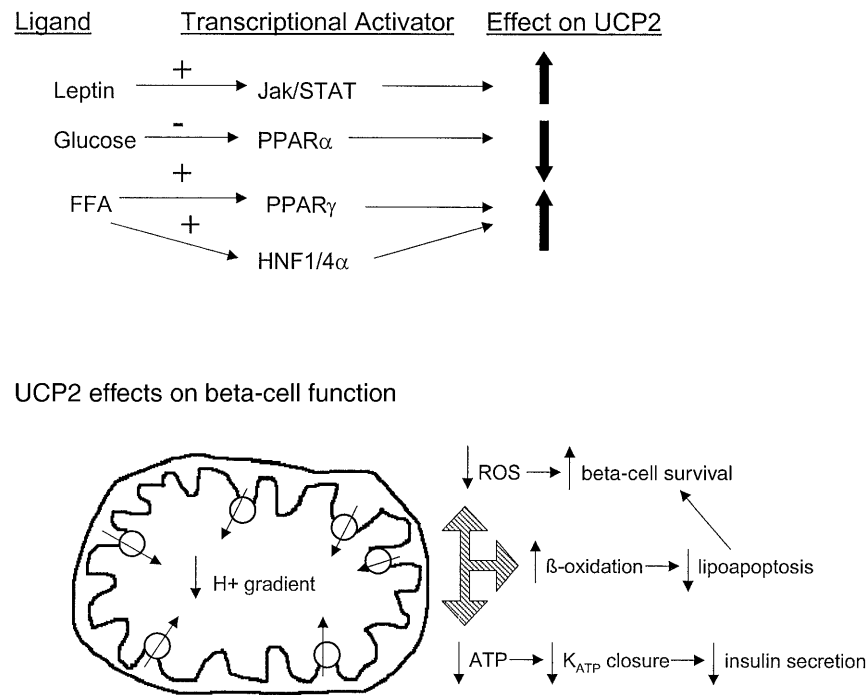 Ligand Transcriptional Activator Effect on UCP2
+
Leptin Jak/STAT
-
Glucose PPARα
+
FFA PPARγ
+
HNF1/4α
UCP2 effects on beta-cell function
ROS beta-cell survival
H+ gradient ß-oxidation lipoapoptosis
ATP KATP closure insulin secretion